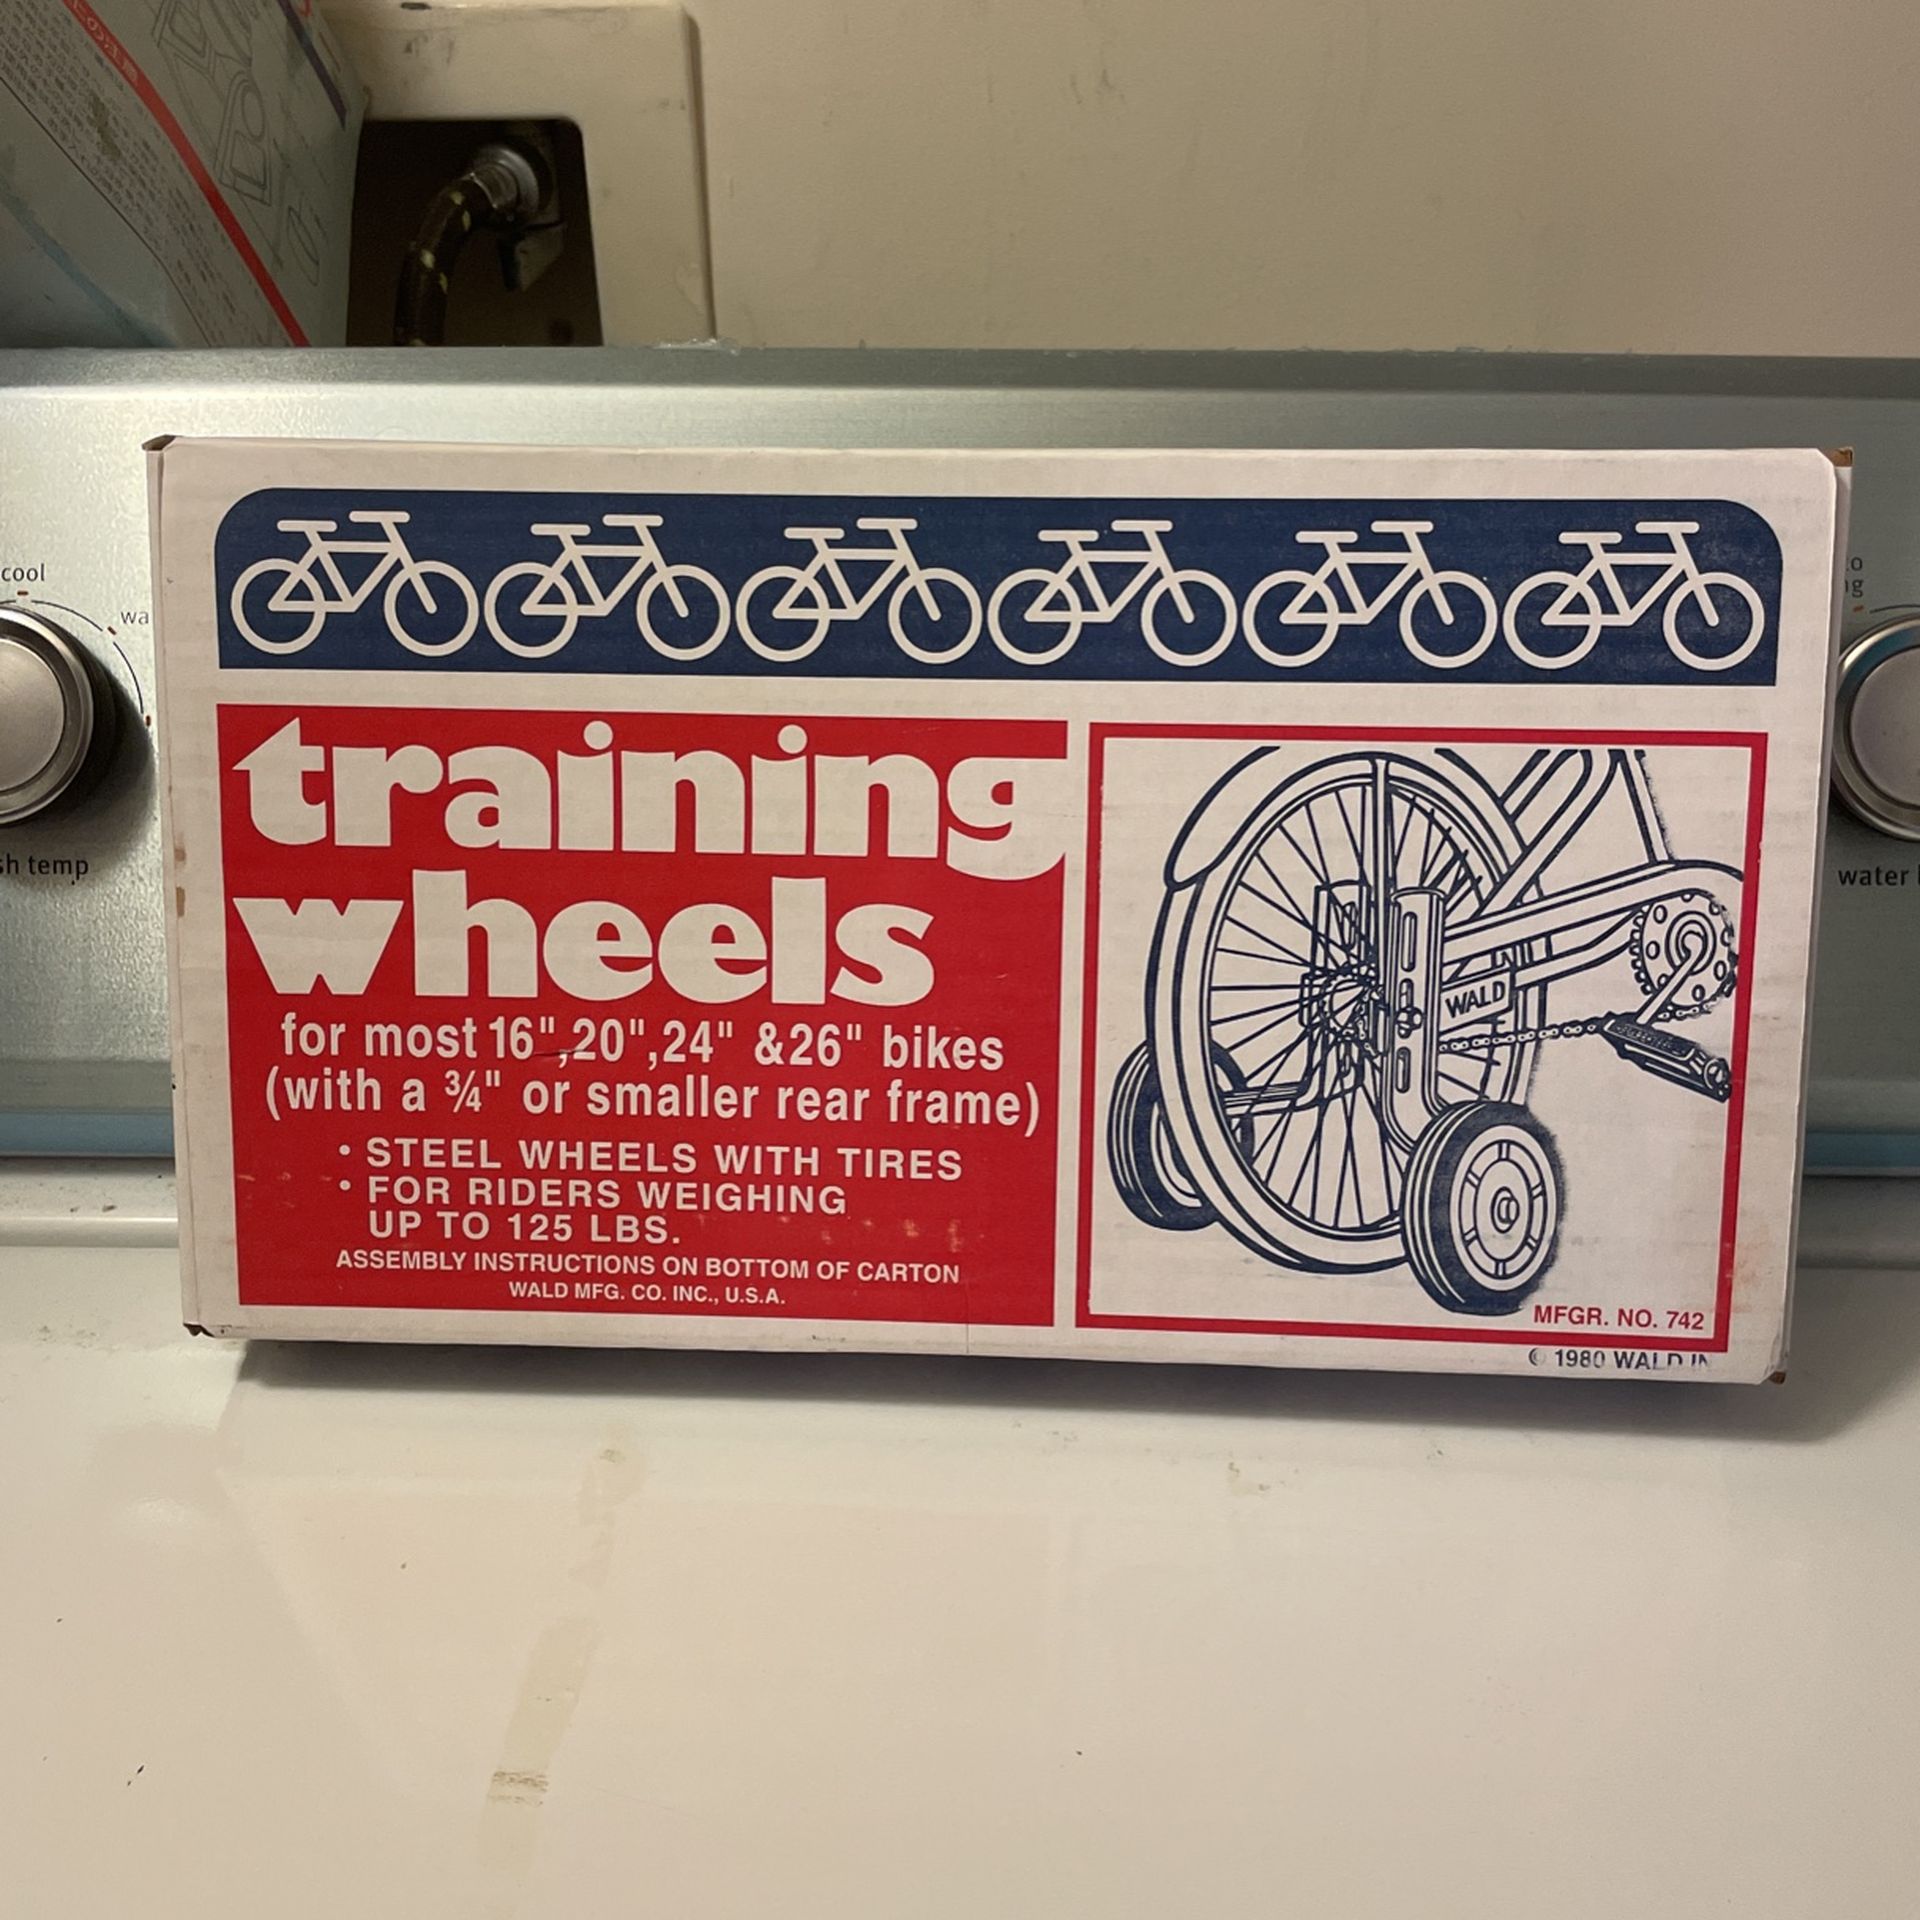 training
wheels
for most 16",20",24" &26" bikes
(with a ¾" or smaller rear frame)
• STEEL WHEELS WITH TIRES
• FOR RIDERS WEIGHING
UP TO 125 LBS.
ASSEMBLY INSTRUCTIONS ON BOTTOM OF CARTON
WALD MFG. CO. INC., U.S.A.
WALD
MFGR. NO. 742
© 1980 WALD IN
cool
wa
sh temp
water